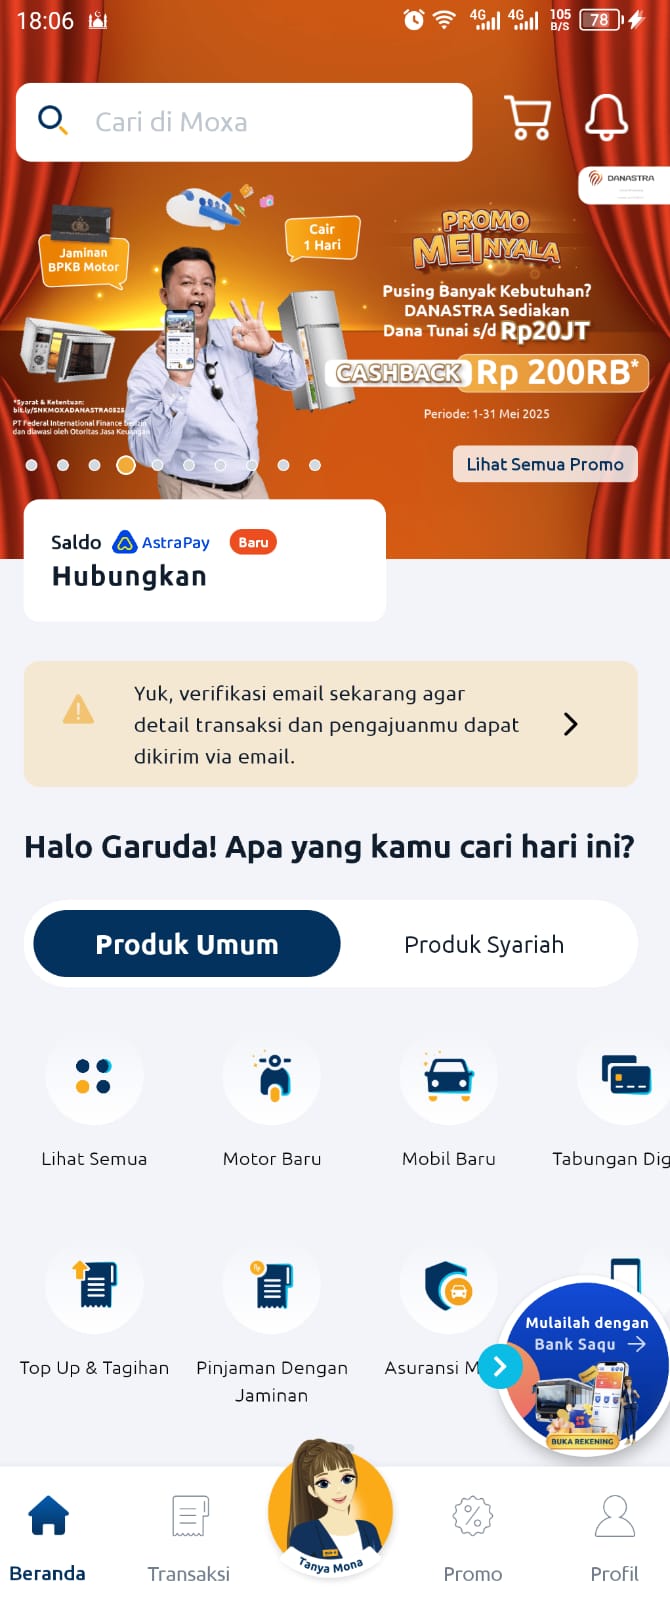 18:06
4G
4G
105
B/S
78
Cari di Moxa
DANASTRA
Jaminan
BPKB Motor
Cair
1 Hari
PROMO
MEINYALA
Pusing Banyak Kebutuhan?
DANASTRA Sediakan
Dana Tunai s/d Rp20JT
CASHBACK Rp 200RB*
*Syarat & Ketentuan:
bit.ly/SNKMOXADANASTRA0525
PT Federal International Finance berizin
dan diawasi oleh Otoritas Jasa Keuangan
Periode: 1-31 Mei 2025
Lihat Semua Promo
Saldo AstraPay Baru
Hubungkan
Yuk, verifikasi email sekarang agar
detail transaksi dan pengajuanmu dapat
dikirim via email.
Halo Garuda! Apa yang kamu cari hari ini?
Produk Umum
Produk Syariah
Lihat Semua
Motor Baru
Mobil Baru
Tabungan Dig
Top Up & Tagihan
Pinjaman Dengan
Jaminan
Asuransi M
Mulailah dengan
Bank Saqu →
BUKA REKENING
Beranda
Transaksi
Tanya Mona
Promo
Profil